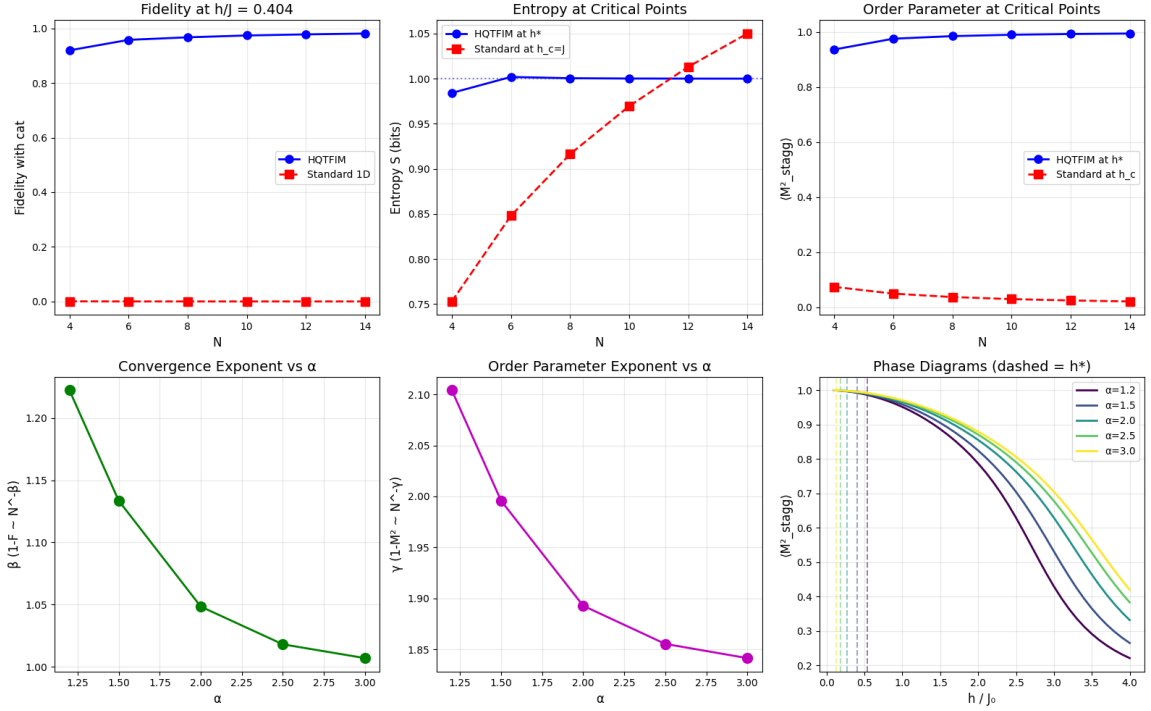 Fidelity at h/J = 0.404
Fidelity with cat
1.0
0.8
0.6
0.4
0.2
0.0
HQTFIM
Standard 1D
4 6 8 10 12 14
N
Entropy at Critical Points
Entropy S (bits)
1.05
1.00
0.95
0.90
0.85
0.80
0.75
HQTFIM at h*
Standard at h_c=J
4 6 8 10 12 14
N
Order Parameter at Critical Points
⟨M²_stagg⟩
1.0
0.8
0.6
0.4
0.2
0.0
HQTFIM at h*
Standard at h_c
4 6 8 10 12 14
N
Convergence Exponent vs α
β (1-F ~ N^-β)
1.20
1.15
1.10
1.05
1.00
1.25 1.50 1.75 2.00 2.25 2.50 2.75 3.00
α
Order Parameter Exponent vs α
γ (1-M² ~ N^-γ)
2.10
2.05
2.00
1.95
1.90
1.85
1.25 1.50 1.75 2.00 2.25 2.50 2.75 3.00
α
Phase Diagrams (dashed = h*)
⟨M²_stagg⟩
1.0
0.9
0.8
0.7
0.6
0.5
0.4
0.3
0.2
α=1.2
α=1.5
α=2.0
α=2.5
α=3.0
0.0 0.5 1.0 1.5 2.0 2.5 3.0 3.5 4.0
h / J₀